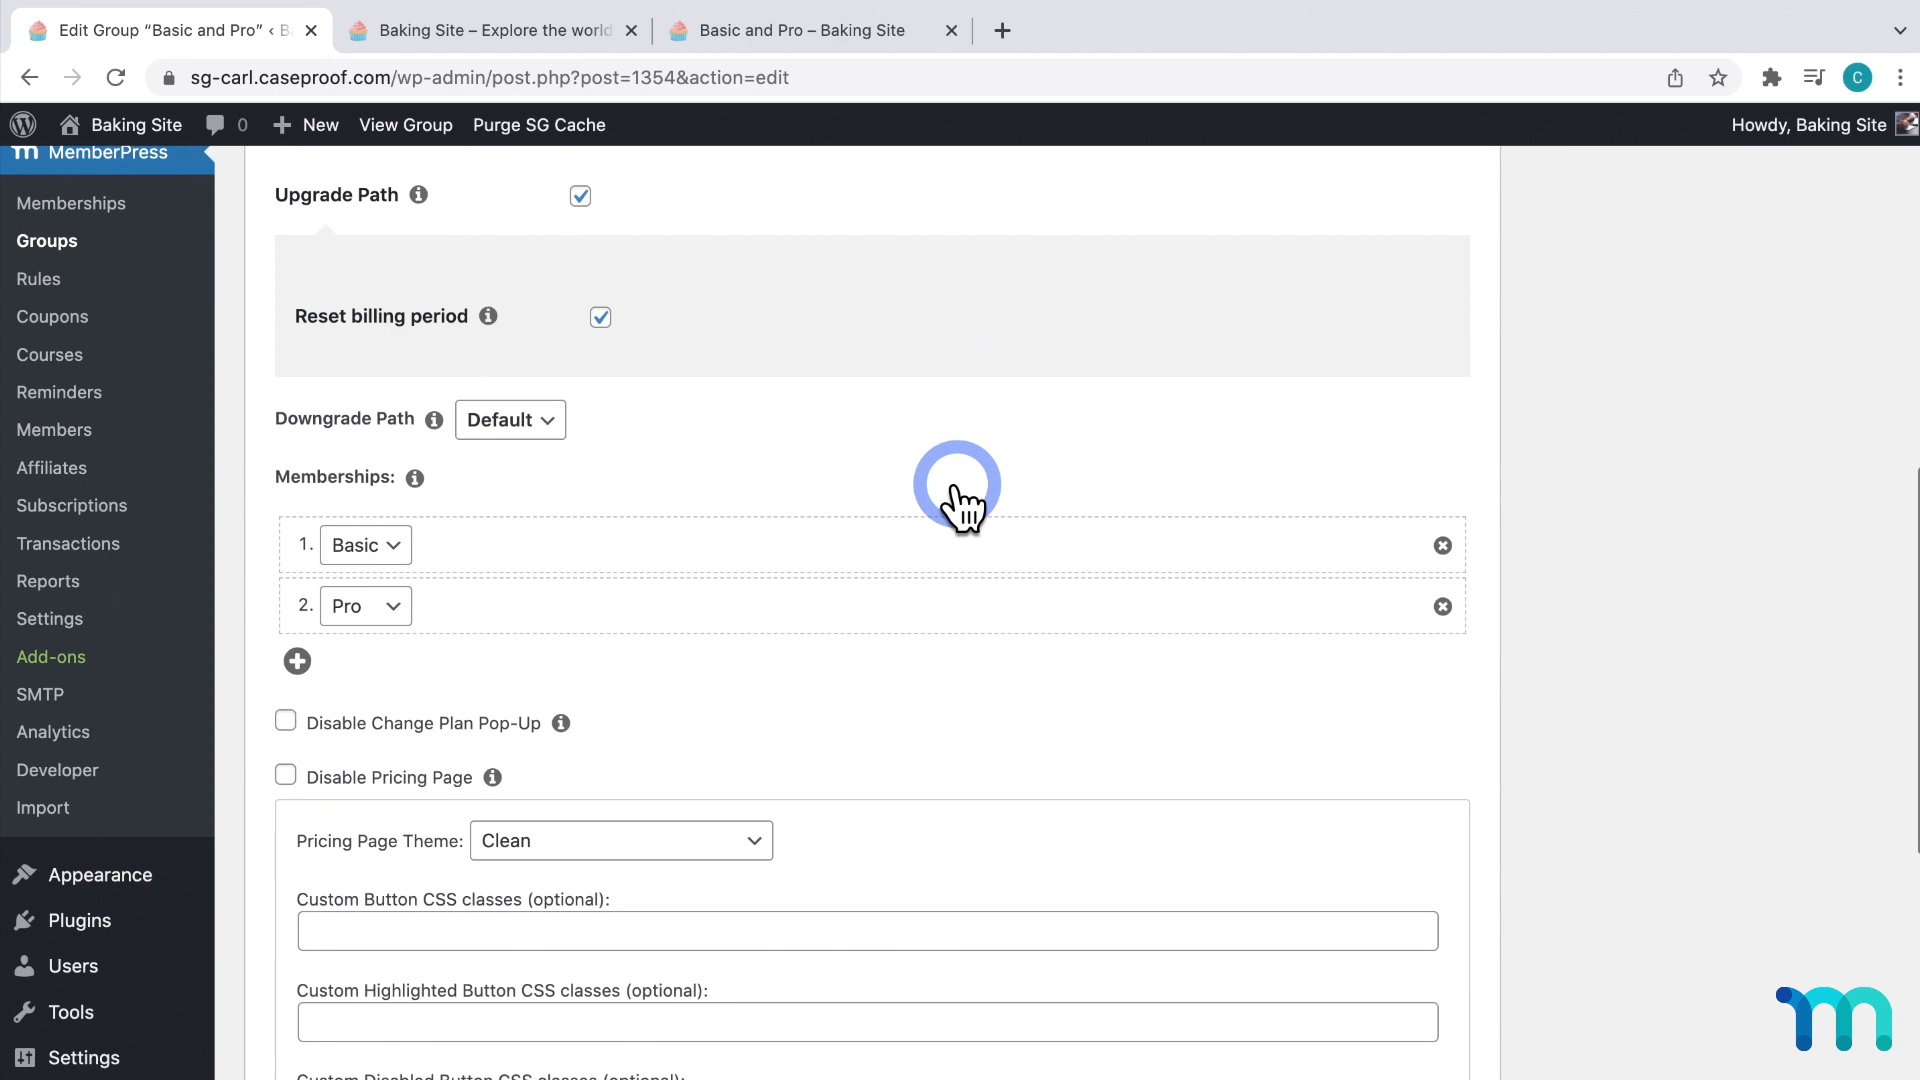 Edit Group “Basic and Pro” ‹ B
Baking Site – Explore the world
Basic and Pro – Baking Site
sg-carl.caseproof.com/wp-admin/post.php?post=1354&action=edit
C
Baking Site
0
New
View Group
Purge SG Cache
Howdy, Baking Site
MemberPress
Memberships
Groups
Rules
Coupons
Courses
Reminders
Members
Affiliates
Subscriptions
Transactions
Reports
Settings
Add-ons
SMTP
Analytics
Developer
Import
Appearance
Plugins
Users
Tools
Settings
Upgrade Path
Reset billing period
Downgrade Path
Default
Memberships:
1. Basic
2. Pro
Disable Change Plan Pop-Up
Disable Pricing Page
Pricing Page Theme: Clean
Custom Button CSS classes (optional):
Custom Highlighted Button CSS classes (optional):
Custom Disabled Button CSS classes (optional):